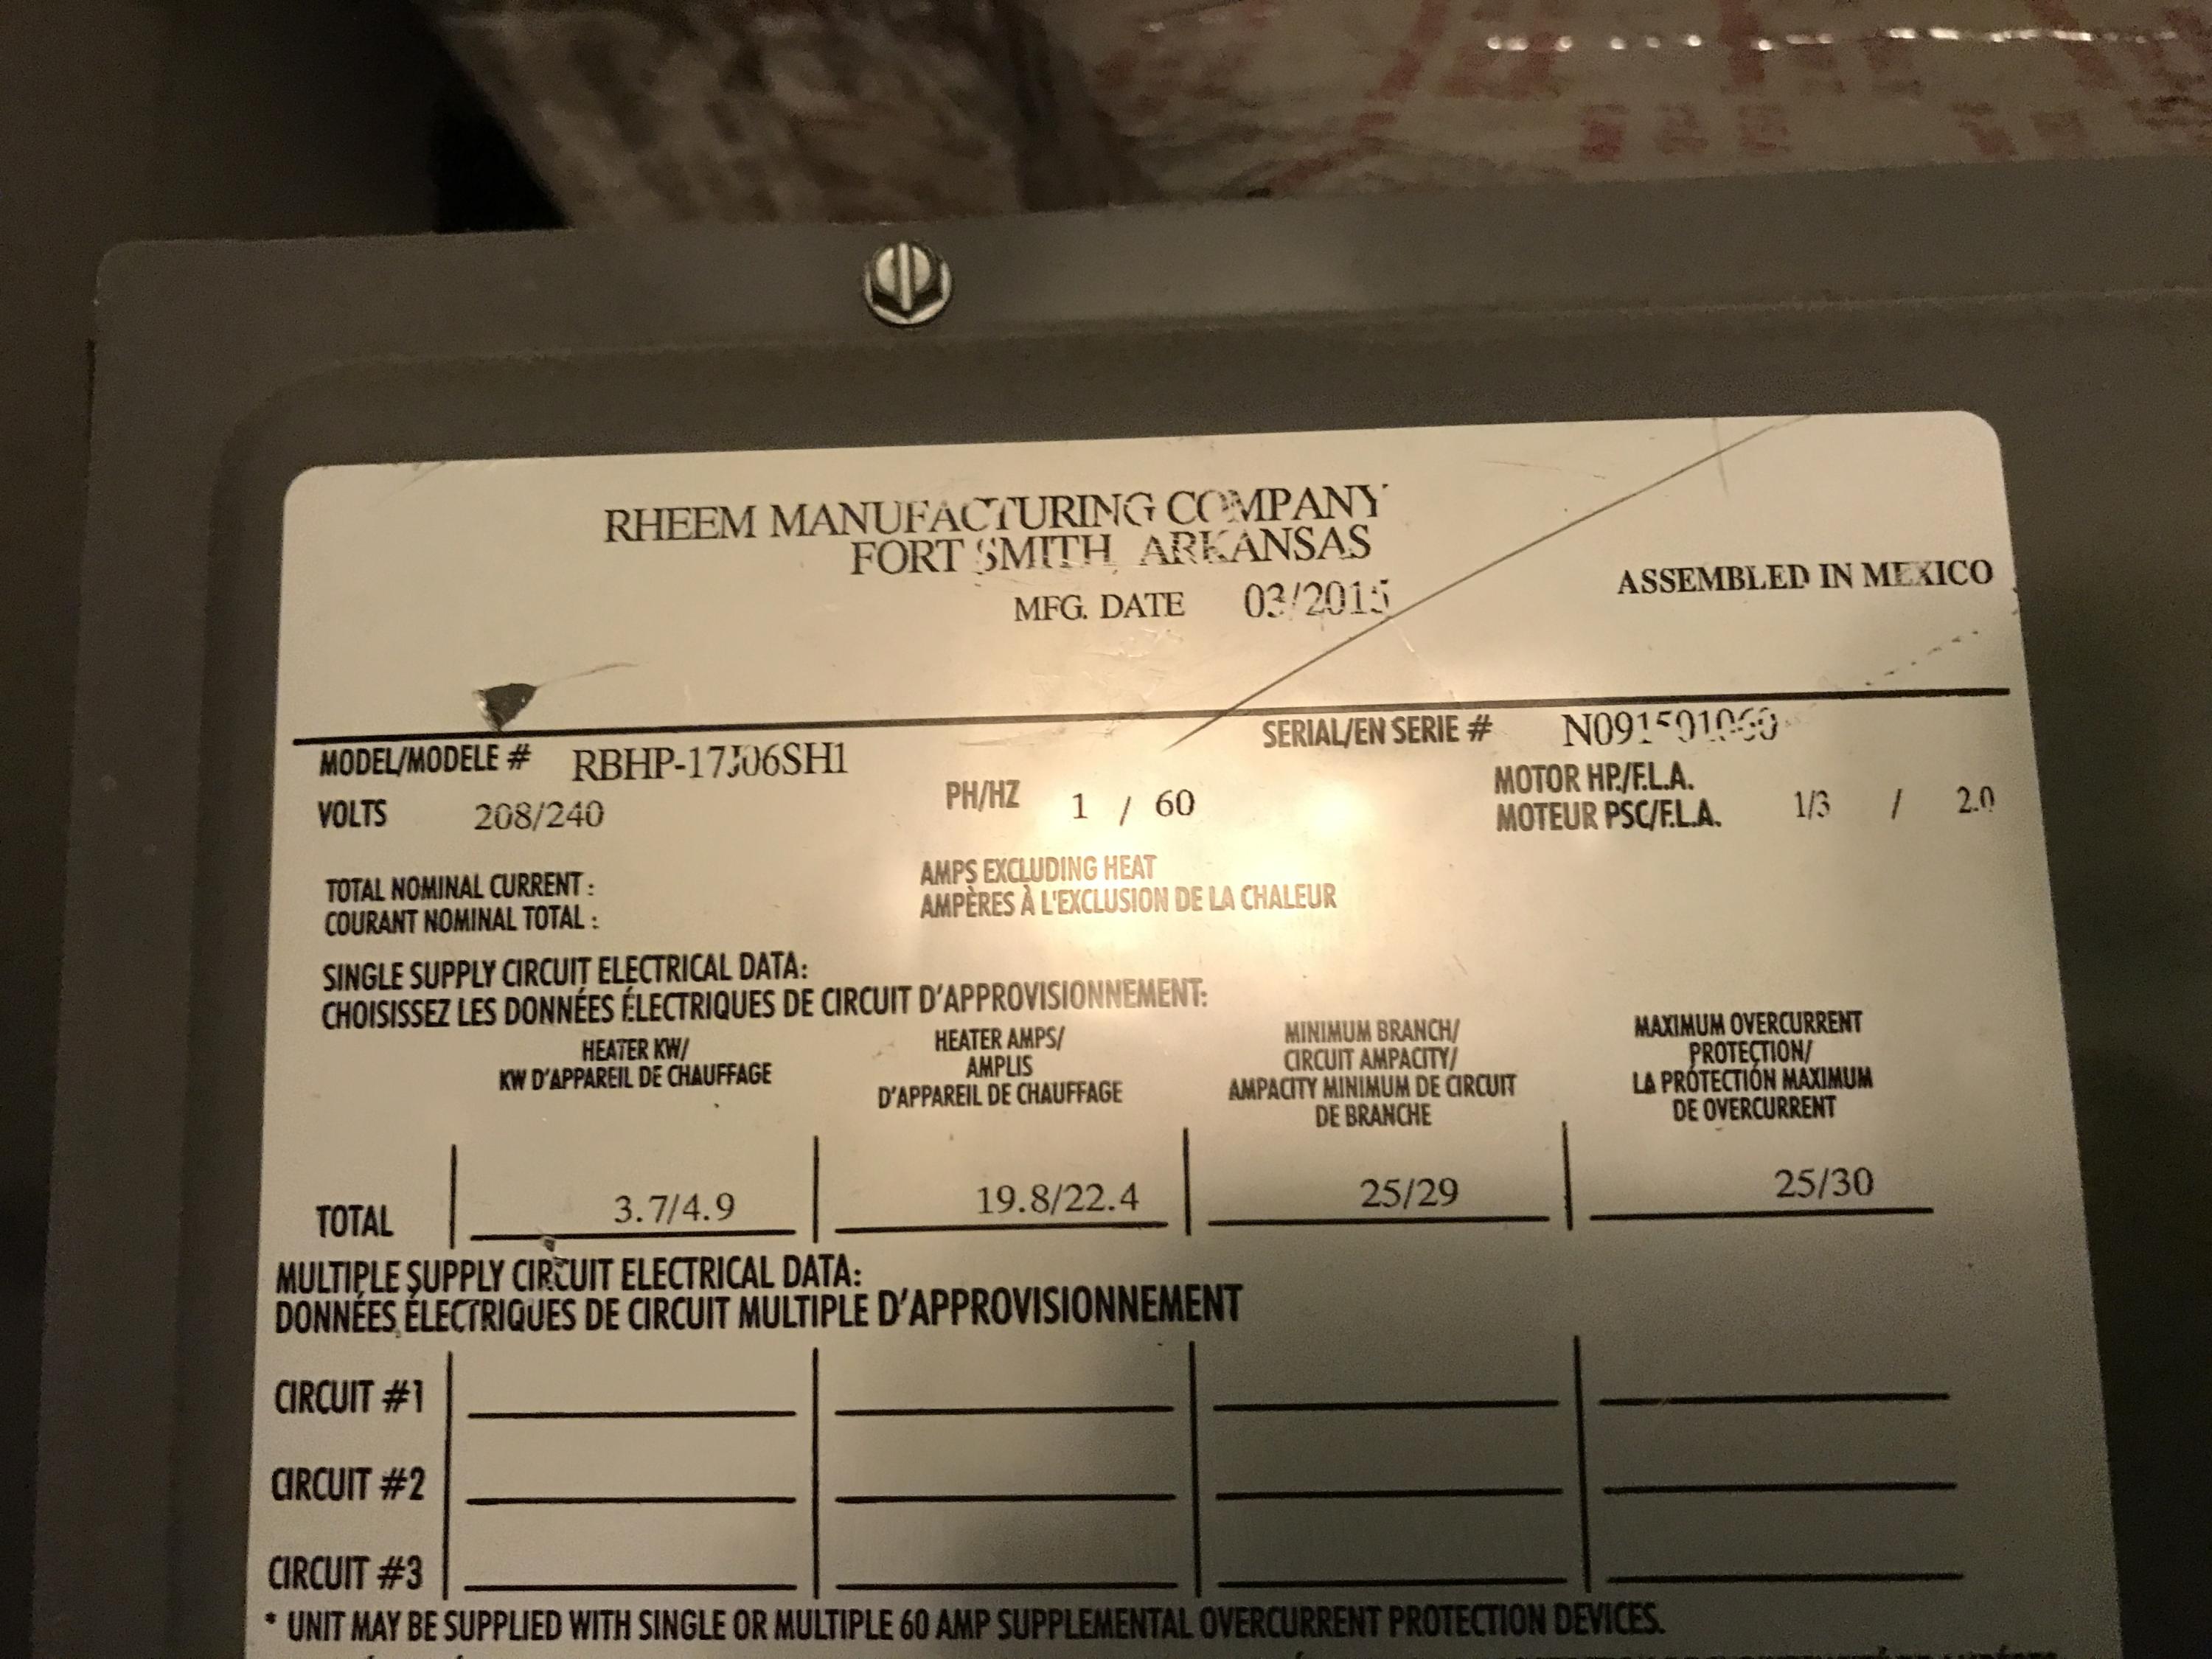 RHEEM MANUFACTURING COMPANY
FORT SMITH, ARKANSAS
MFG. DATE 03/2015
ASSEMBLED IN MEXICO
MODEL/MODELE # RBHP-17J06SH1
SERIAL/EN SERIE #
VOLTS 208/240
PH/HZ 1 / 60
MOTOR HP./F.L.A.
MOTEUR PSC/F.L.A. 1/3 / 2.0
TOTAL NOMINAL CURRENT :
COURANT NOMINAL TOTAL :
AMPS EXCLUDING HEAT
AMPÈRES À L'EXCLUSION DE LA CHALEUR
SINGLE SUPPLY CIRCUIT ELECTRICAL DATA:
CHOISISSEZ LES DONNÉES ÉLECTRIQUES DE CIRCUIT D'APPROVISIONNEMENT:
HEATER KW/
KW D'APPAREIL DE CHAUFFAGE
HEATER AMPS/
AMPLIS
D'APPAREIL DE CHAUFFAGE
MINIMUM BRANCH/
CIRCUIT AMPACITY/
AMPACITY MINIMUM DE CIRCUIT
DE BRANCHE
MAXIMUM OVERCURRENT
PROTECTION/
LA PRÓTECTIÓN MAXIMUM
DE OVERCURRENT
TOTAL 3.7/4.9 19.8/22.4 25/29 25/30
MULTIPLE SUPPLY CIRCUIT ELECTRICAL DATA:
DONNÉES ÉLECTRIQUES DE CIRCUIT MULTIPLE D'APPROVISIONNEMENT
CIRCUIT #1
CIRCUIT #2
CIRCUIT #3
* UNIT MAY BE SUPPLIED WITH SINGLE OR MULTIPLE 60 AMP SUPPLEMENTAL OVERCURRENT PROTECTION DEVICES.